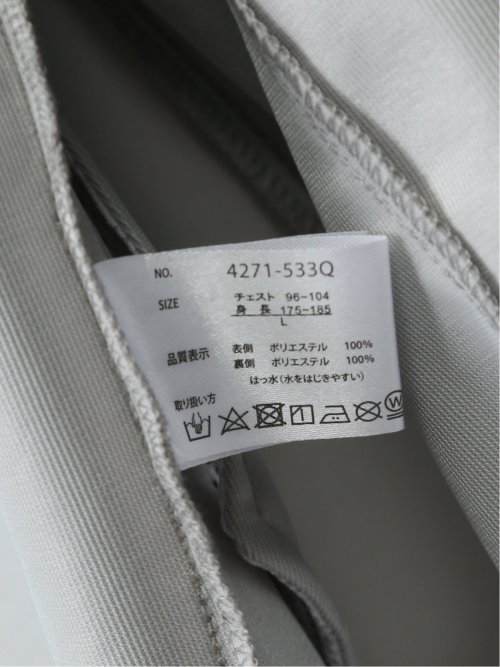 NO. 4271-533Q
SIZE チェスト 96-104
身 長 175-185
L
品質表示 表側 ポリエステル 100%
裏側 ポリエステル 100%
はっ水(水をはじきやすい)
取り扱い方